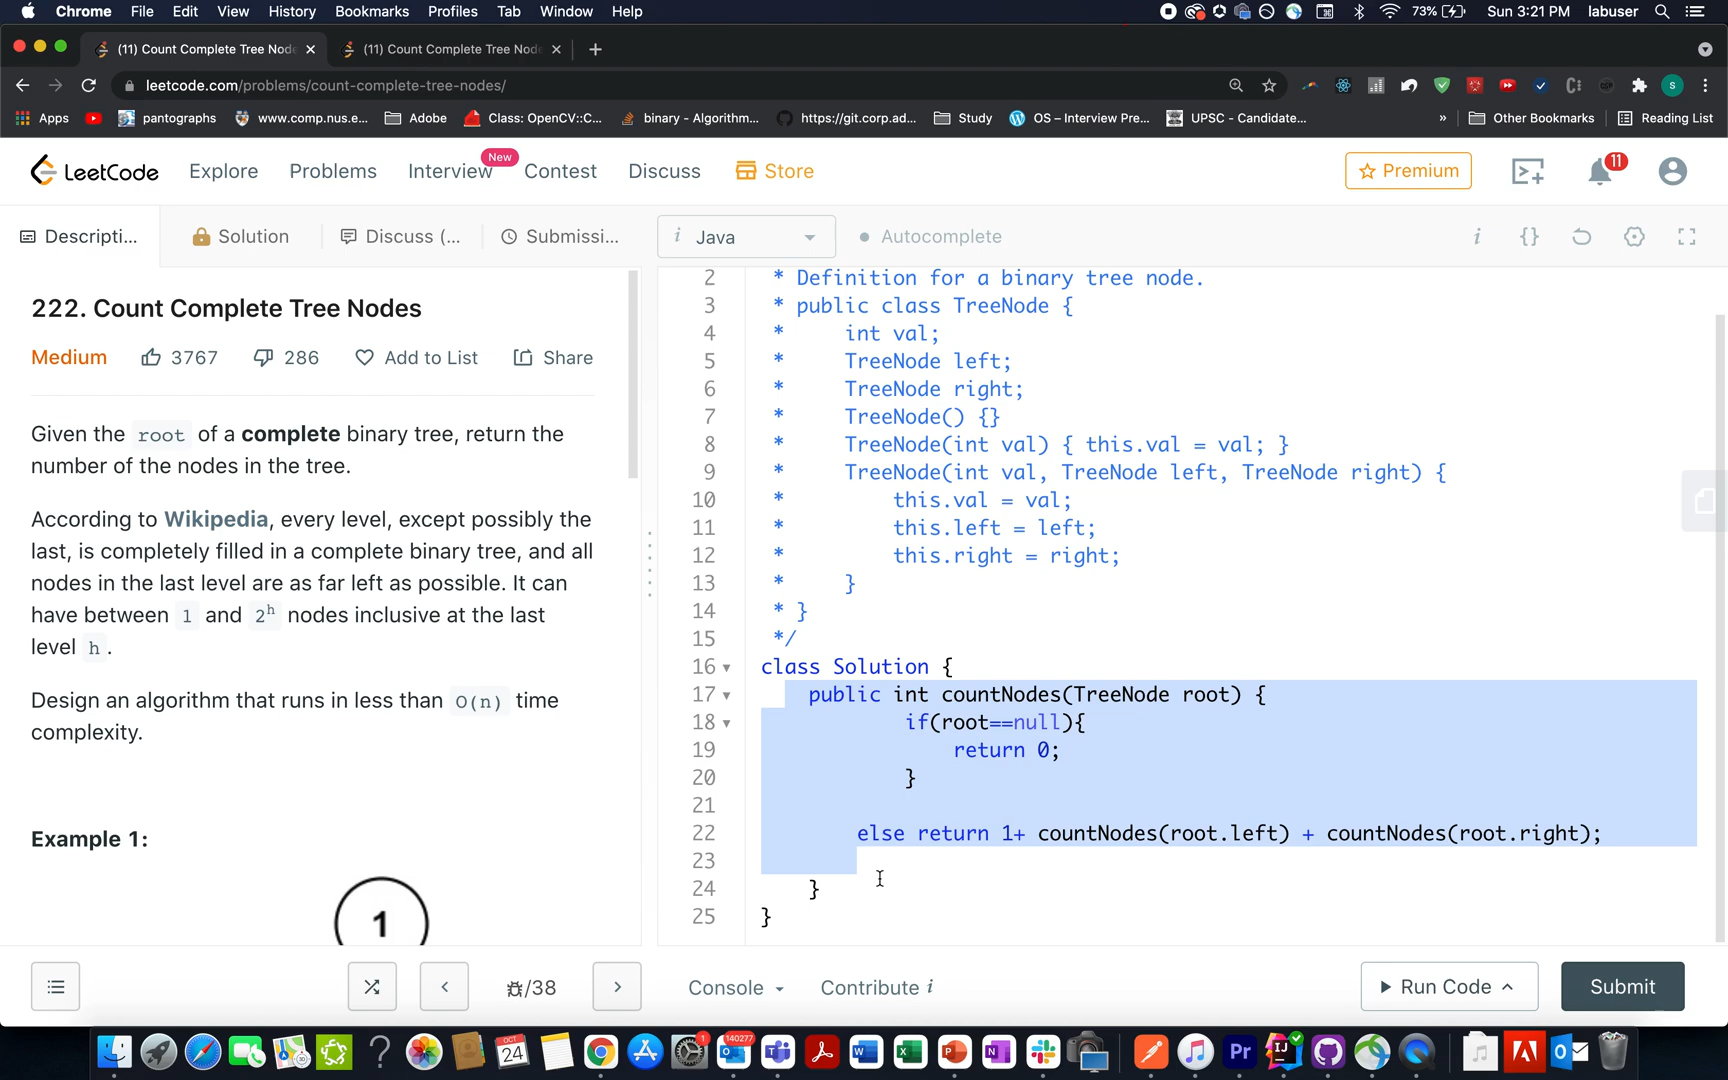 Chrome File Edit View History Bookmarks Profiles Tab Window Help 73% Sun 3:21 PM labuser
(11) Count Complete Tree Node (11) Count Complete Tree Node
leetcode.com/problems/count-complete-tree-nodes/
Apps pantographs www.comp.nus.e... Adobe Class: OpenCV::C... binary - Algorithm... https://git.corp.ad... Study OS – Interview Pre... UPSC - Candidate... » Other Bookmarks Reading List
LeetCode Explore Problems Interview New Contest Discuss Store Premium 11
Descripti... Solution Discuss (... Submissi... i Java Autocomplete
222. Count Complete Tree Nodes
Medium 3767 286 Add to List Share
Given the root of a complete binary tree, return the
number of the nodes in the tree.
According to Wikipedia, every level, except possibly the
last, is completely filled in a complete binary tree, and all
nodes in the last level are as far left as possible. It can
have between 1 and 2h nodes inclusive at the last
level h.
Design an algorithm that runs in less than O(n) time
complexity.
Example 1:
1
2 * Definition for a binary tree node.
3 * public class TreeNode {
4 * int val;
5 * TreeNode left;
6 * TreeNode right;
7 * TreeNode() {}
8 * TreeNode(int val) { this.val = val; }
9 * TreeNode(int val, TreeNode left, TreeNode right) {
10 * this.val = val;
11 * this.left = left;
12 * this.right = right;
13 * }
14 * }
15 */
16 class Solution {
17 public int countNodes(TreeNode root) {
18 if(root==null){
19 return 0;
20 }
21
22 else return 1+ countNodes(root.left) + countNodes(root.right);
23
24 }
25 }
/38 Console Contribute i Run Code Submit
1 OCT 24 140277